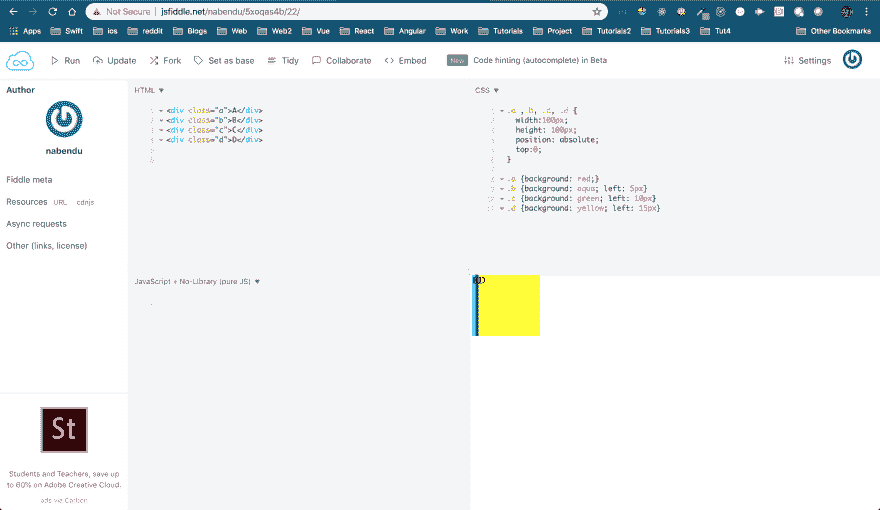 Not Secure | jsfiddle.net/nabendu/5xoqas4b/22/
Apps Swift ios reddit Blogs Web Web2 Vue React Angular Work Tutorials Project Tutorials2 Tutorials3 Tut4 Other Bookmarks
Run Update Fork Set as base Tidy Collaborate Embed New Code hinting (autocomplete) in Beta Settings
Author
nabendu
Fiddle meta
Resources URL cdnjs
Async requests
Other (links, license)
HTML
<div class="a">A</div>
<div class="b">B</div>
<div class="c">C</div>
<div class="d">D</div>
CSS
.a , .b, .c, .d {
width:100px;
height: 100px;
position: absolute;
top:0;
}
.a {background: red;}
.b {background: aqua; left: 5px}
.c {background: green; left: 10px}
.d {background: yellow; left: 15px}
JavaScript + No-Library (pure JS)
St
Students and Teachers, save up
to 60% on Adobe Creative Cloud.
ads via Carbon